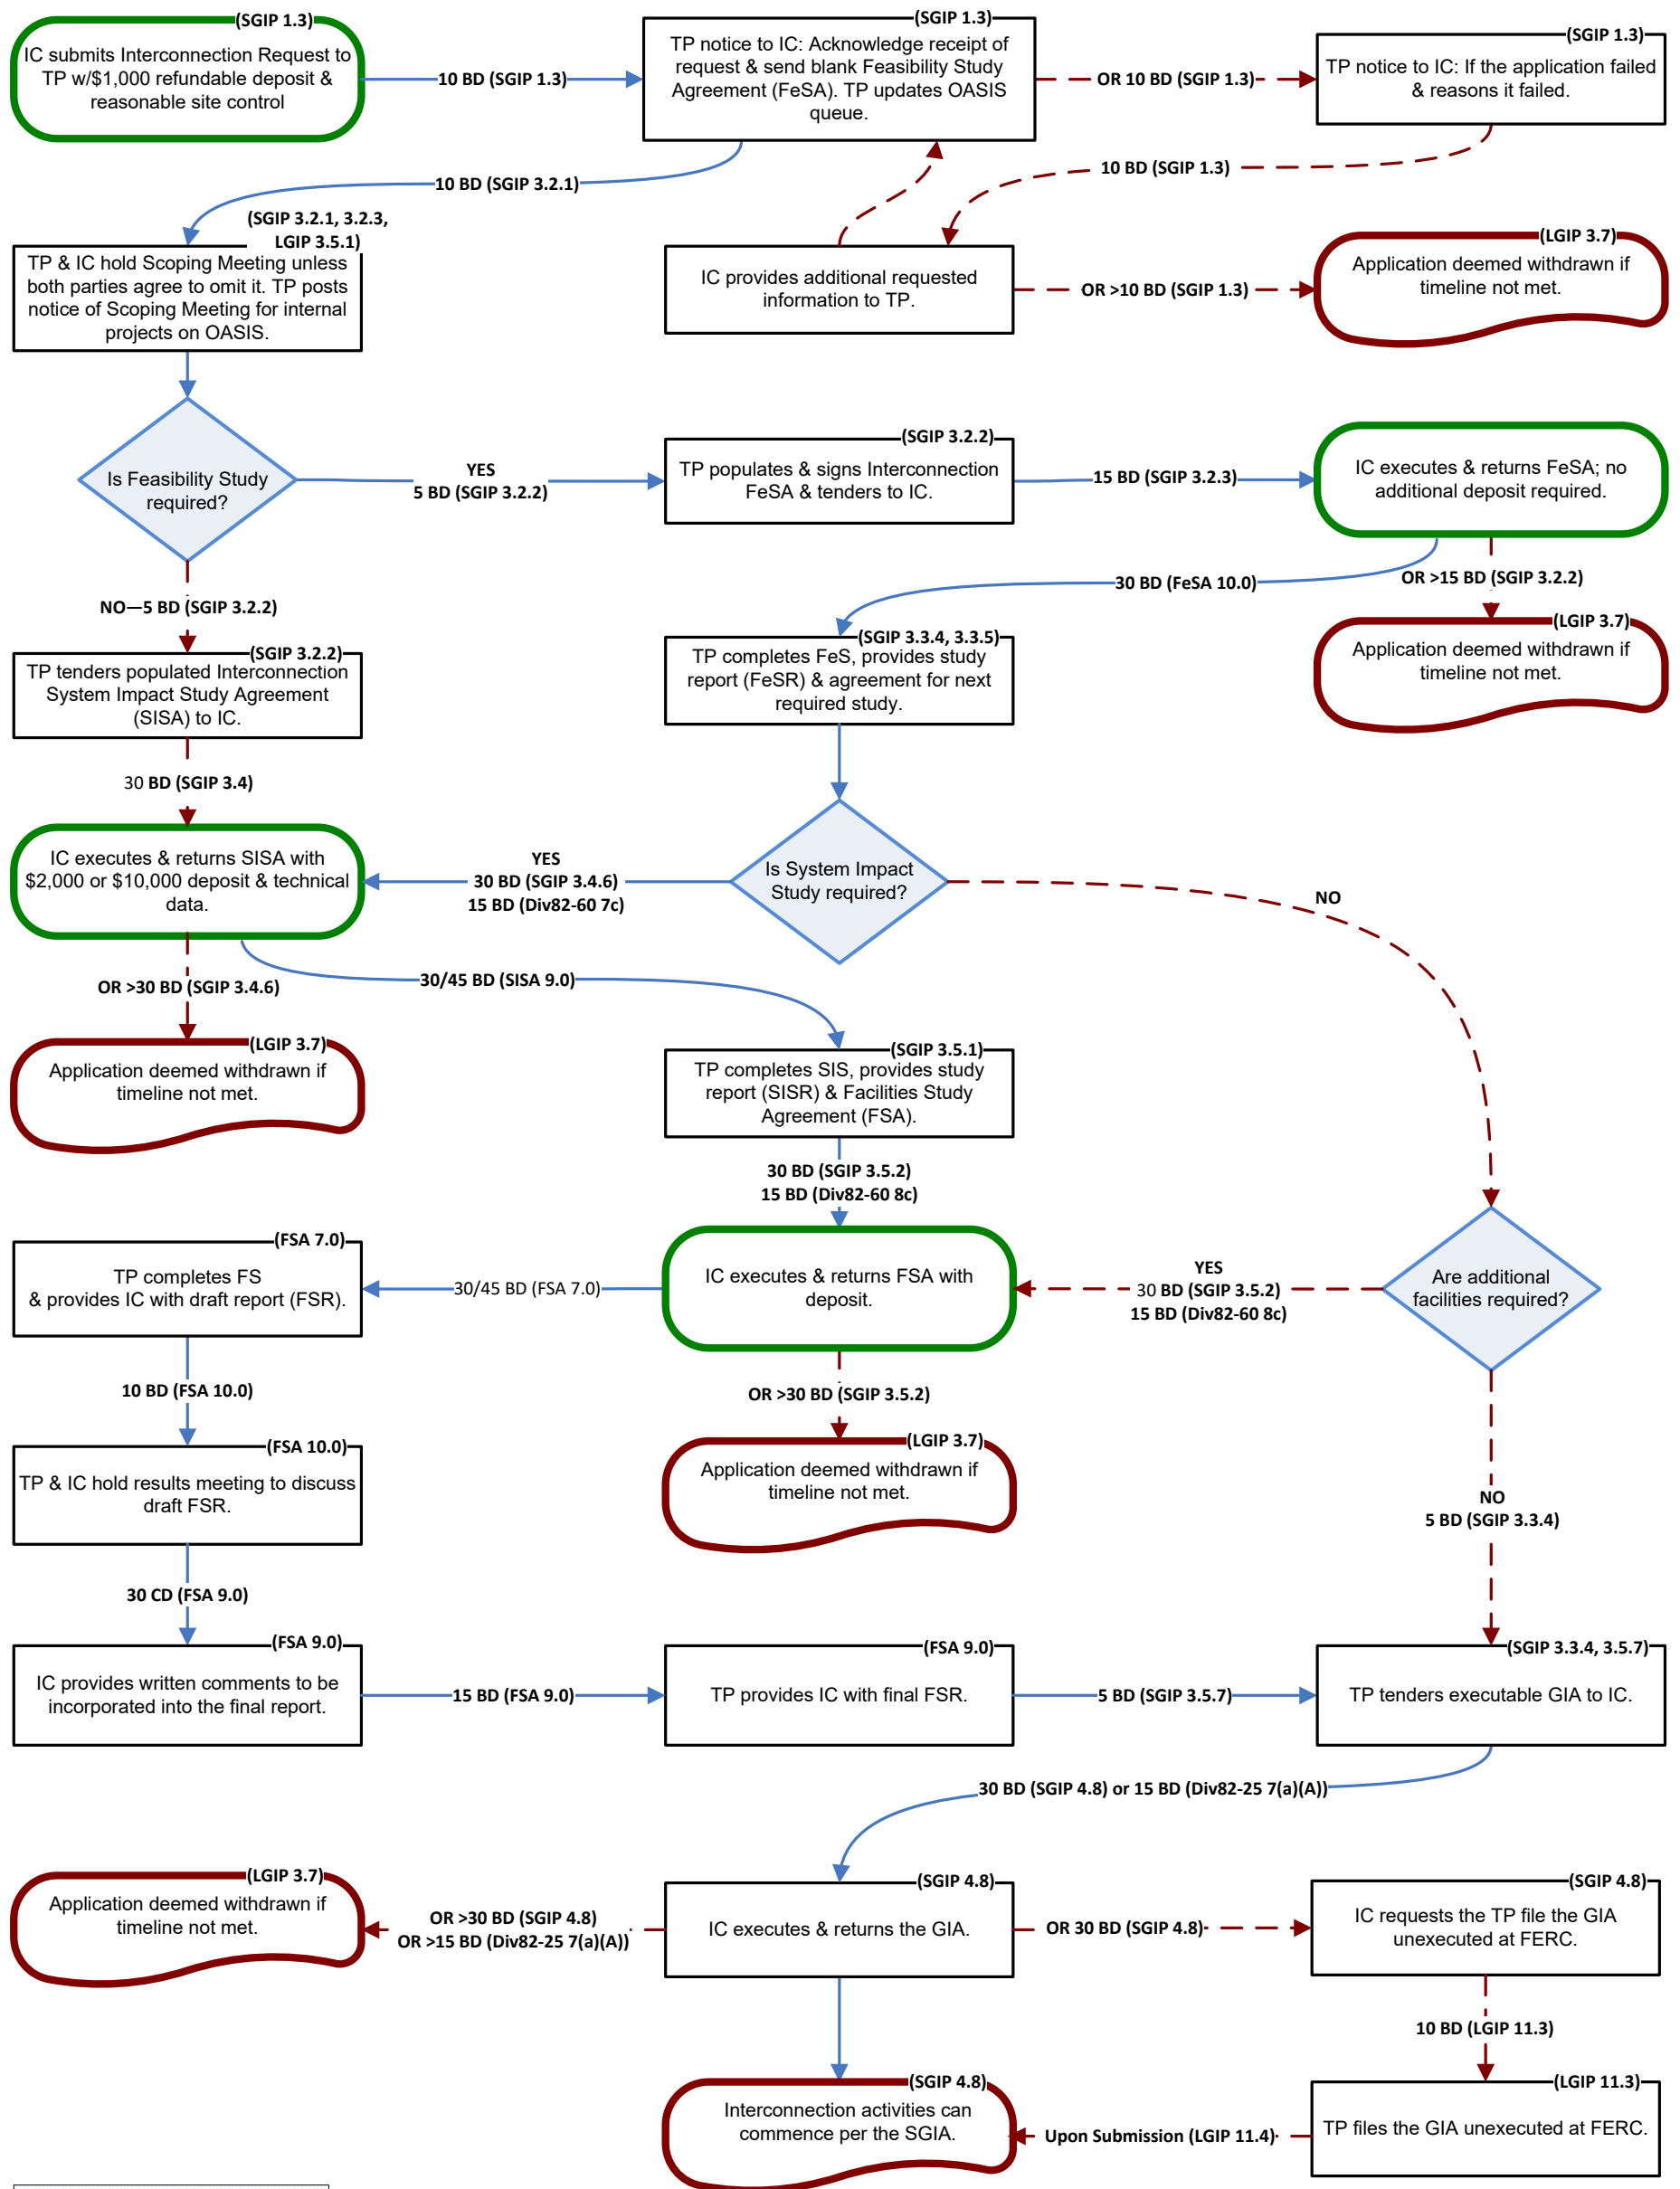 (SGIP 1.3)
IC submits Interconnection Request to
TP w/$1,000 refundable deposit &
reasonable site control
10 BD (SGIP 1.3)
(SGIP 1.3)
TP notice to IC: Acknowledge receipt of
request & send blank Feasibility Study
Agreement (FeSA). TP updates OASIS
queue.
OR 10 BD (SGIP 1.3)
(SGIP 1.3)
TP notice to IC: If the application failed
& reasons it failed.
10 BD (SGIP 1.3)
10 BD (SGIP 3.2.1)
(SGIP 3.2.1, 3.2.3,
LGIP 3.5.1)
TP & IC hold Scoping Meeting unless
both parties agree to omit it. TP posts
notice of Scoping Meeting for internal
projects on OASIS.
IC provides additional requested
information to TP.
OR >10 BD (SGIP 1.3)
(LGIP 3.7)
Application deemed withdrawn if
timeline not met.
Is Feasibility Study
required?
YES
5 BD (SGIP 3.2.2)
(SGIP 3.2.2)
TP populates & signs Interconnection
FeSA & tenders to IC.
15 BD (SGIP 3.2.3)
IC executes & returns FeSA; no
additional deposit required.
OR >15 BD (SGIP 3.2.2)
(LGIP 3.7)
Application deemed withdrawn if
timeline not met.
30 BD (FeSA 10.0)
NO—5 BD (SGIP 3.2.2)
(SGIP 3.2.2)
TP tenders populated Interconnection
System Impact Study Agreement
(SISA) to IC.
(SGIP 3.3.4, 3.3.5)
TP completes FeS, provides study
report (FeSR) & agreement for next
required study.
30 BD (SGIP 3.4)
IC executes & returns SISA with
$2,000 or $10,000 deposit & technical
data.
YES
30 BD (SGIP 3.4.6)
15 BD (Div82-60 7c)
Is System Impact
Study required?
NO
OR >30 BD (SGIP 3.4.6)
30/45 BD (SISA 9.0)
(LGIP 3.7)
Application deemed withdrawn if
timeline not met.
(SGIP 3.5.1)
TP completes SIS, provides study
report (SISR) & Facilities Study
Agreement (FSA).
30 BD (SGIP 3.5.2)
15 BD (Div82-60 8c)
(FSA 7.0)
TP completes FS
& provides IC with draft report (FSR).
30/45 BD (FSA 7.0)
IC executes & returns FSA with
deposit.
YES
30 BD (SGIP 3.5.2)
15 BD (Div82-60 8c)
Are additional
facilities required?
10 BD (FSA 10.0)
OR >30 BD (SGIP 3.5.2)
(FSA 10.0)
TP & IC hold results meeting to discuss
draft FSR.
(LGIP 3.7)
Application deemed withdrawn if
timeline not met.
NO
5 BD (SGIP 3.3.4)
30 CD (FSA 9.0)
(FSA 9.0)
IC provides written comments to be
incorporated into the final report.
15 BD (FSA 9.0)
(FSA 9.0)
TP provides IC with final FSR.
5 BD (SGIP 3.5.7)
(SGIP 3.3.4, 3.5.7)
TP tenders executable GIA to IC.
30 BD (SGIP 4.8) or 15 BD (Div82-25 7(a)(A))
(LGIP 3.7)
Application deemed withdrawn if
timeline not met.
OR >30 BD (SGIP 4.8)
OR >15 BD (Div82-25 7(a)(A))
(SGIP 4.8)
IC executes & returns the GIA.
OR 30 BD (SGIP 4.8)
(SGIP 4.8)
IC requests the TP file the GIA
unexecuted at FERC.
10 BD (LGIP 11.3)
(SGIP 4.8)
Interconnection activities can
commence per the SGIA.
Upon Submission (LGIP 11.4)
(LGIP 11.3)
TP files the GIA unexecuted at FERC.